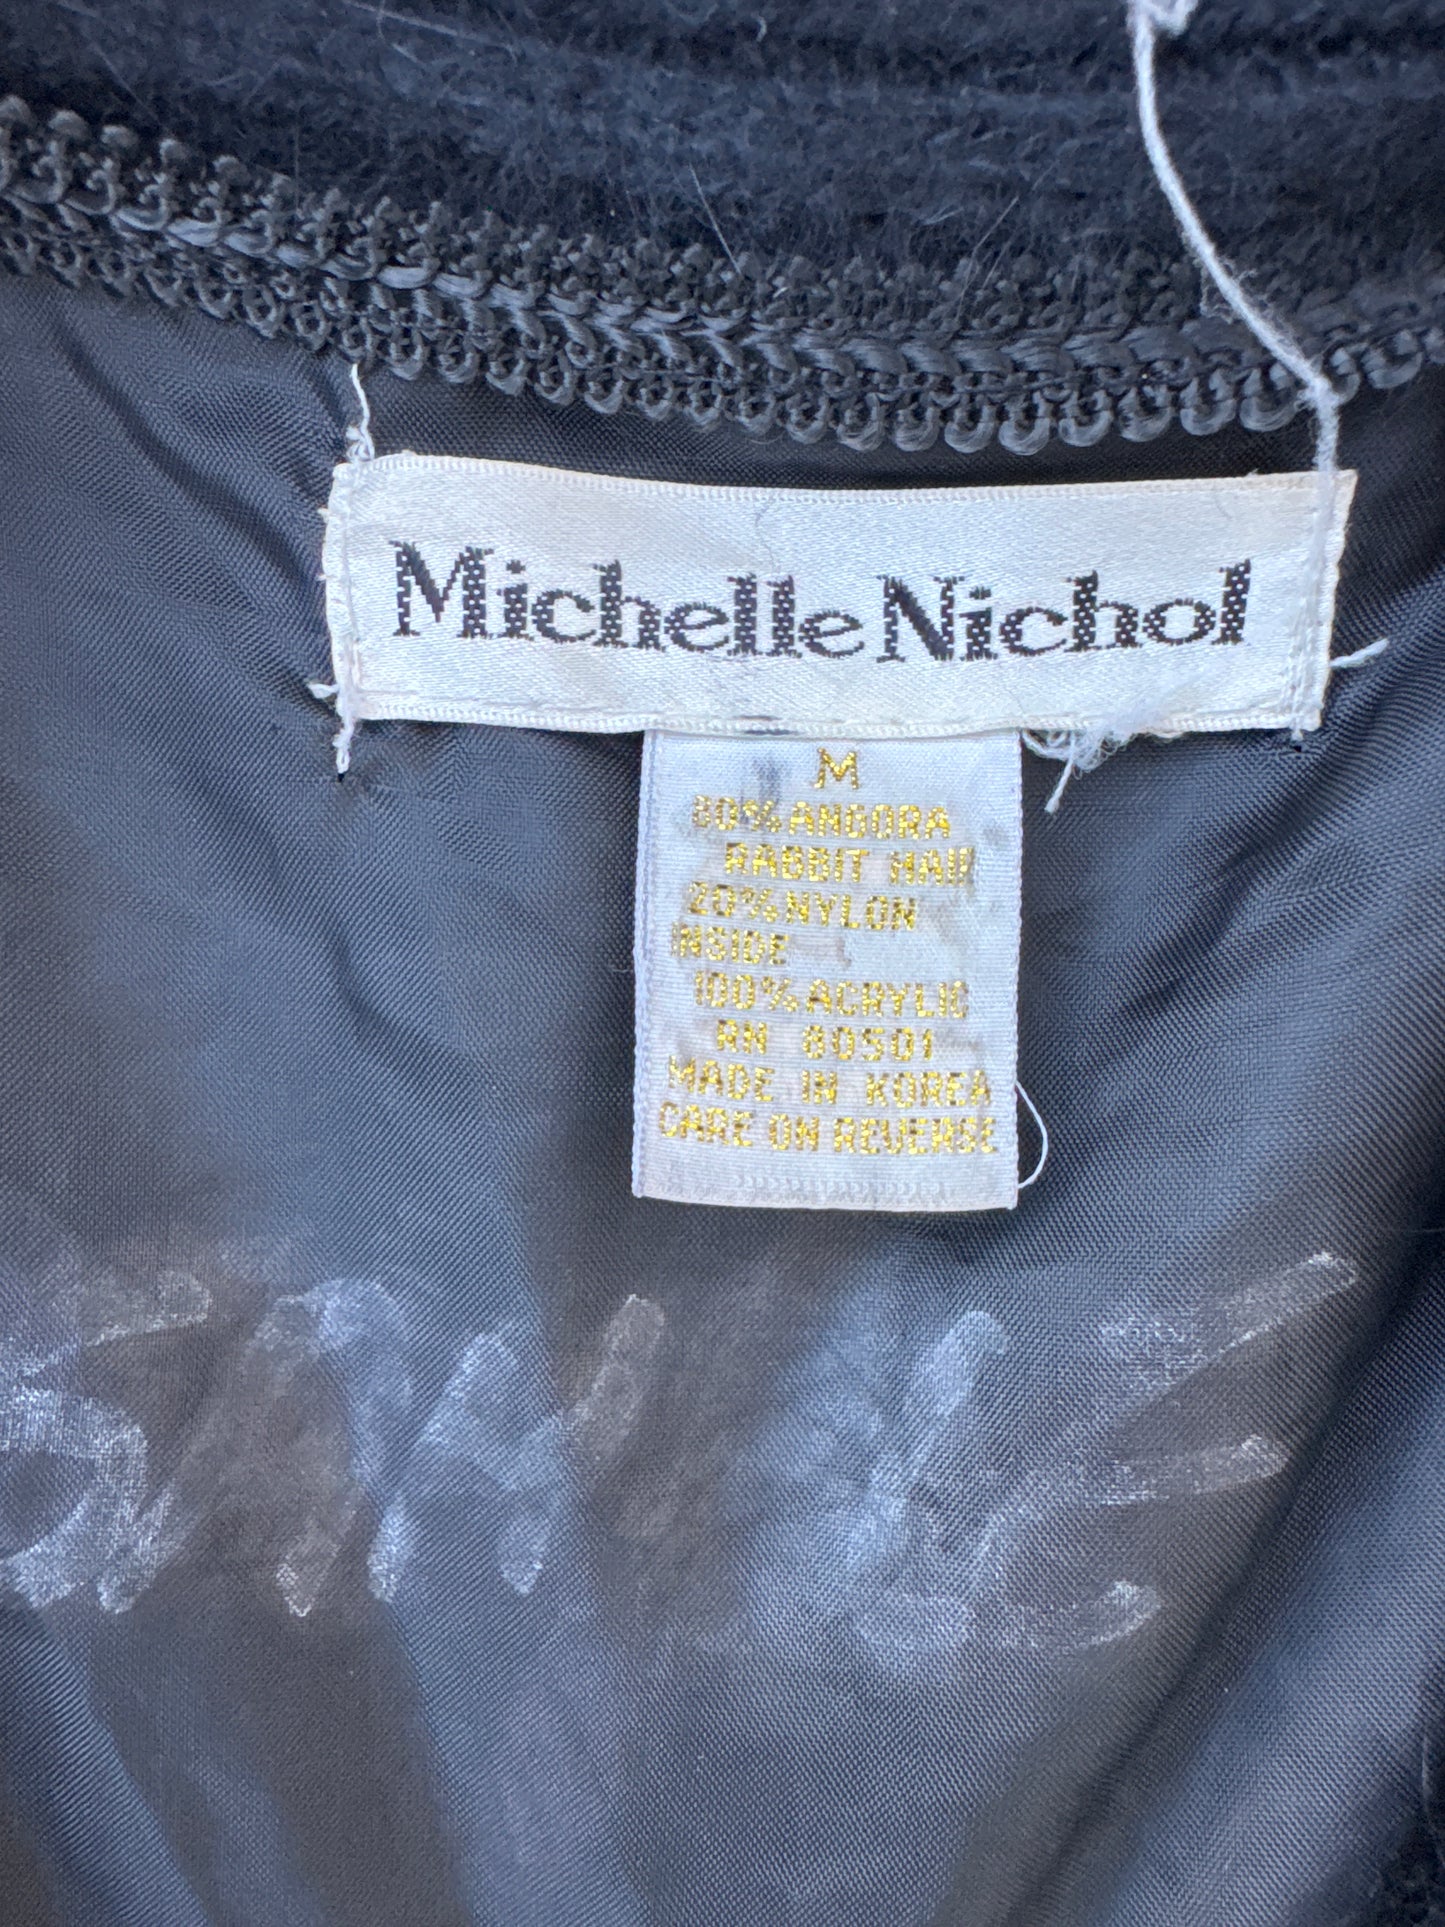 Michelle Nichol
M
80% ANGORA
RABBIT HAIR
20% NYLON
INSIDE
100% ACRYLIC
RN 80501
MADE IN KOREA
CARE ON REVERSE